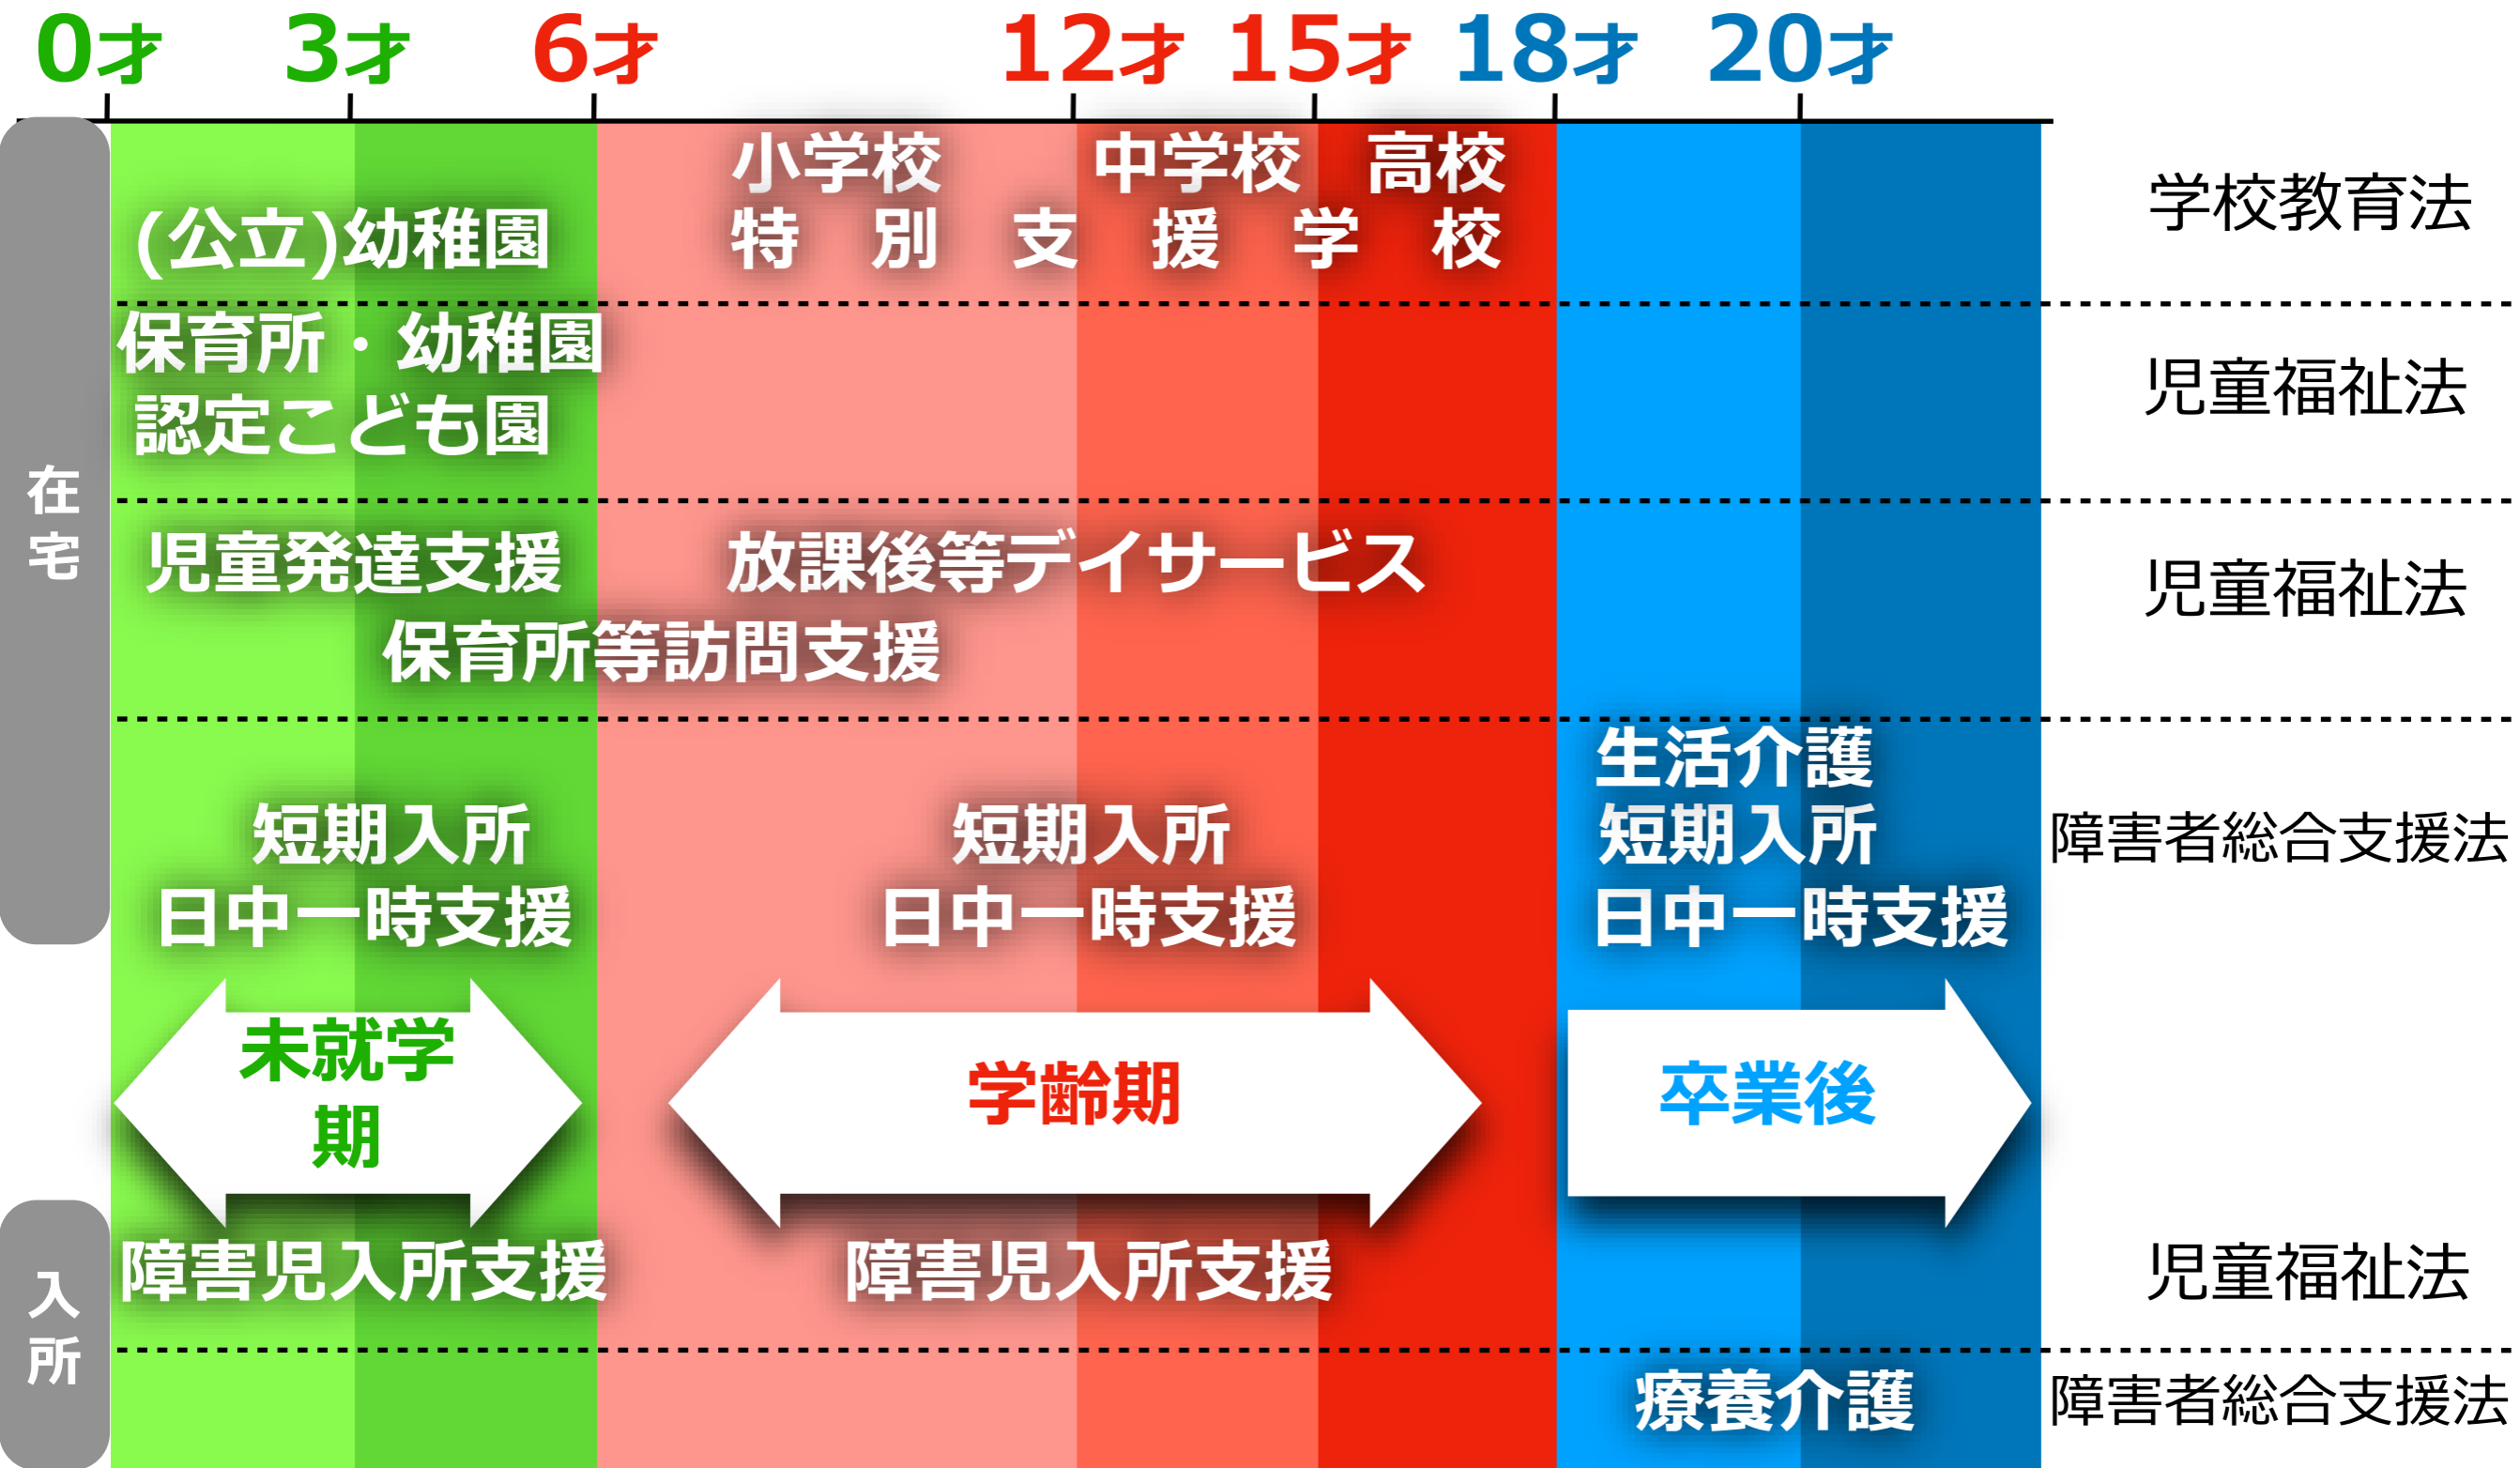 0才 3才 6才 12才 15才 18才 20才
在宅
小学校 中学校 高校
(公立)幼稚園 特別支援学校 学校教育法
保育所・幼稚園
認定こども園 児童福祉法
児童発達支援 放課後等デイサービス 児童福祉法
保育所等訪問支援
生活介護
短期入所 短期入所 短期入所 障害者総合支援法
日中一時支援 日中一時支援 日中一時支援
未就学
期
学齢期
卒業後
入所
障害児入所支援 障害児入所支援 児童福祉法
療養介護 障害者総合支援法